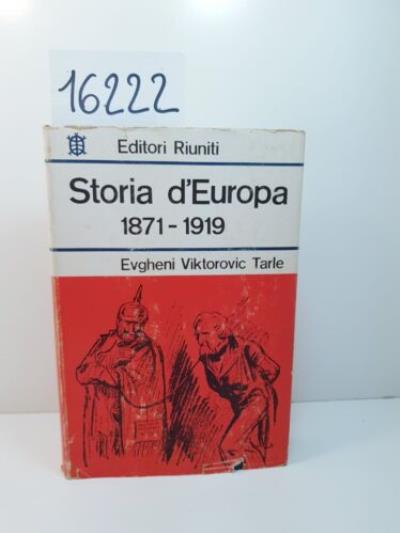 16222
Editori Riuniti
Storia d'Europa
1871-1919
Evgheni Viktorovic Tarle